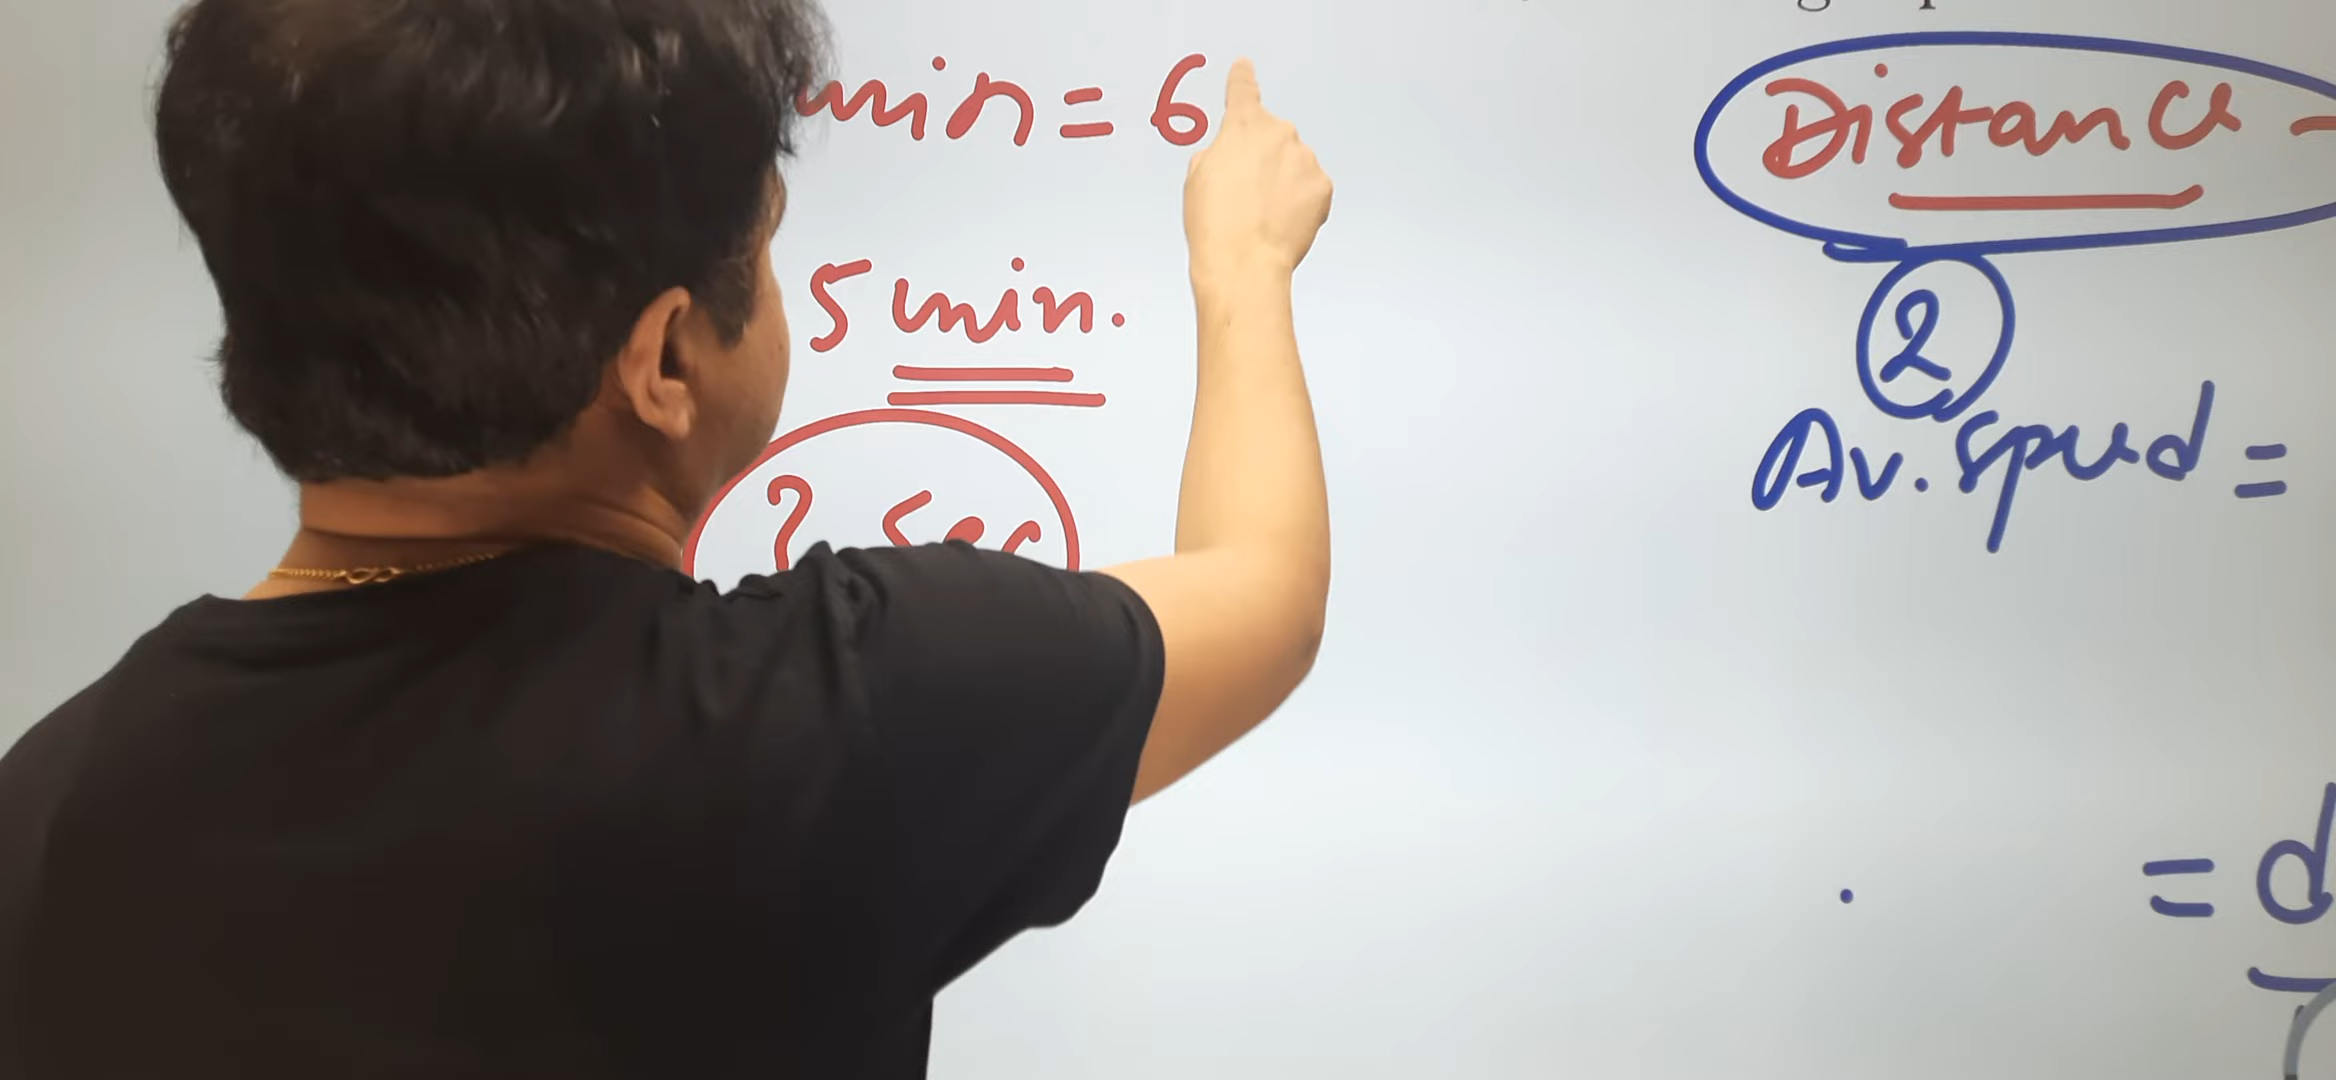 min = 6
5 min.
? sec
Distance -
2
Av. speed =
= d